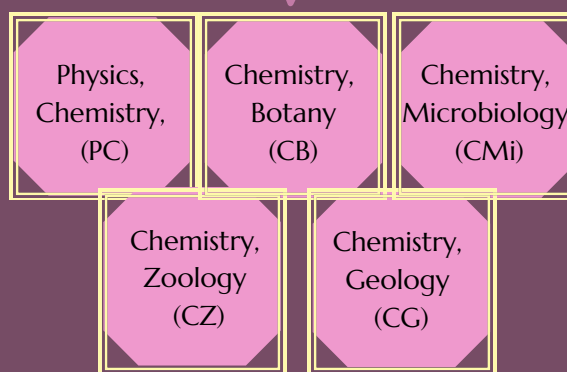 Physics,
Chemistry,
(PC)
Chemistry,
Botany
(CB)
Chemistry,
Microbiology
(CMi)
Chemistry,
Zoology
(CZ)
Chemistry,
Geology
(CG)